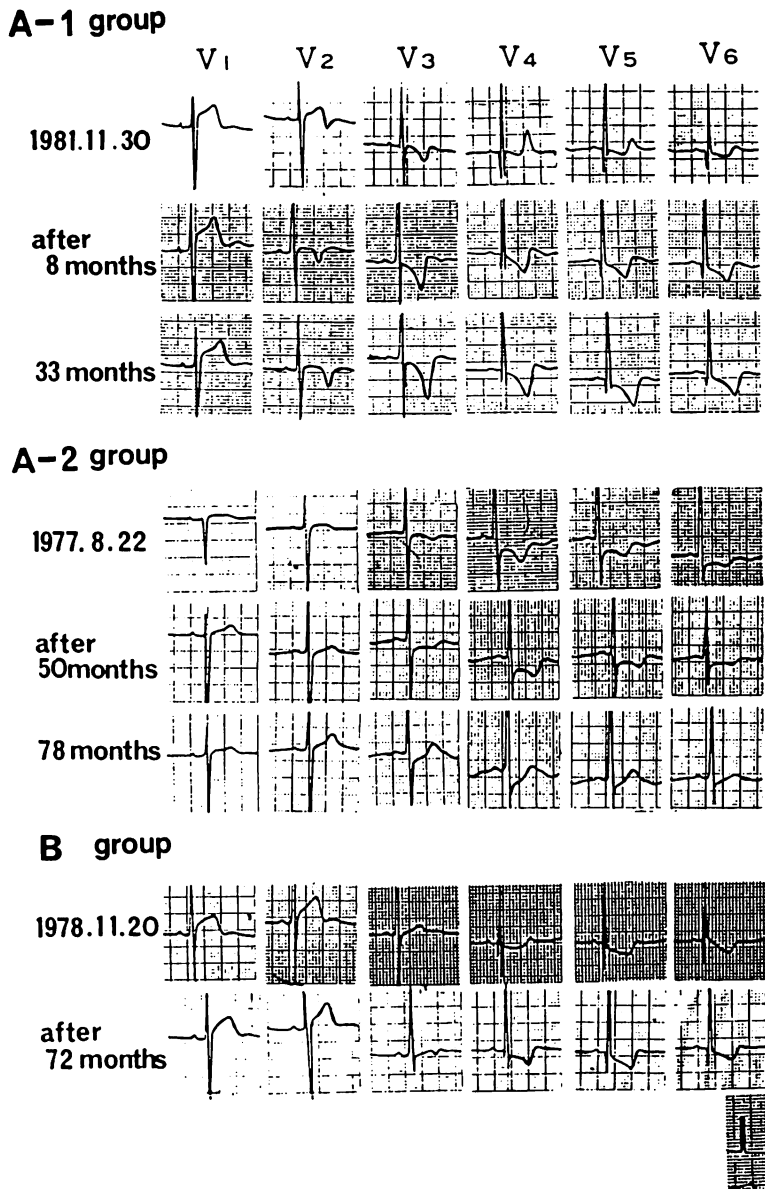 A-1 group
V1 V2 V3 V4 V5 V6
1981.11.30
after
8 months
33 months
A-2 group
1977. 8.22
after
50months
78 months
B group
1978.11.20
after
72 months